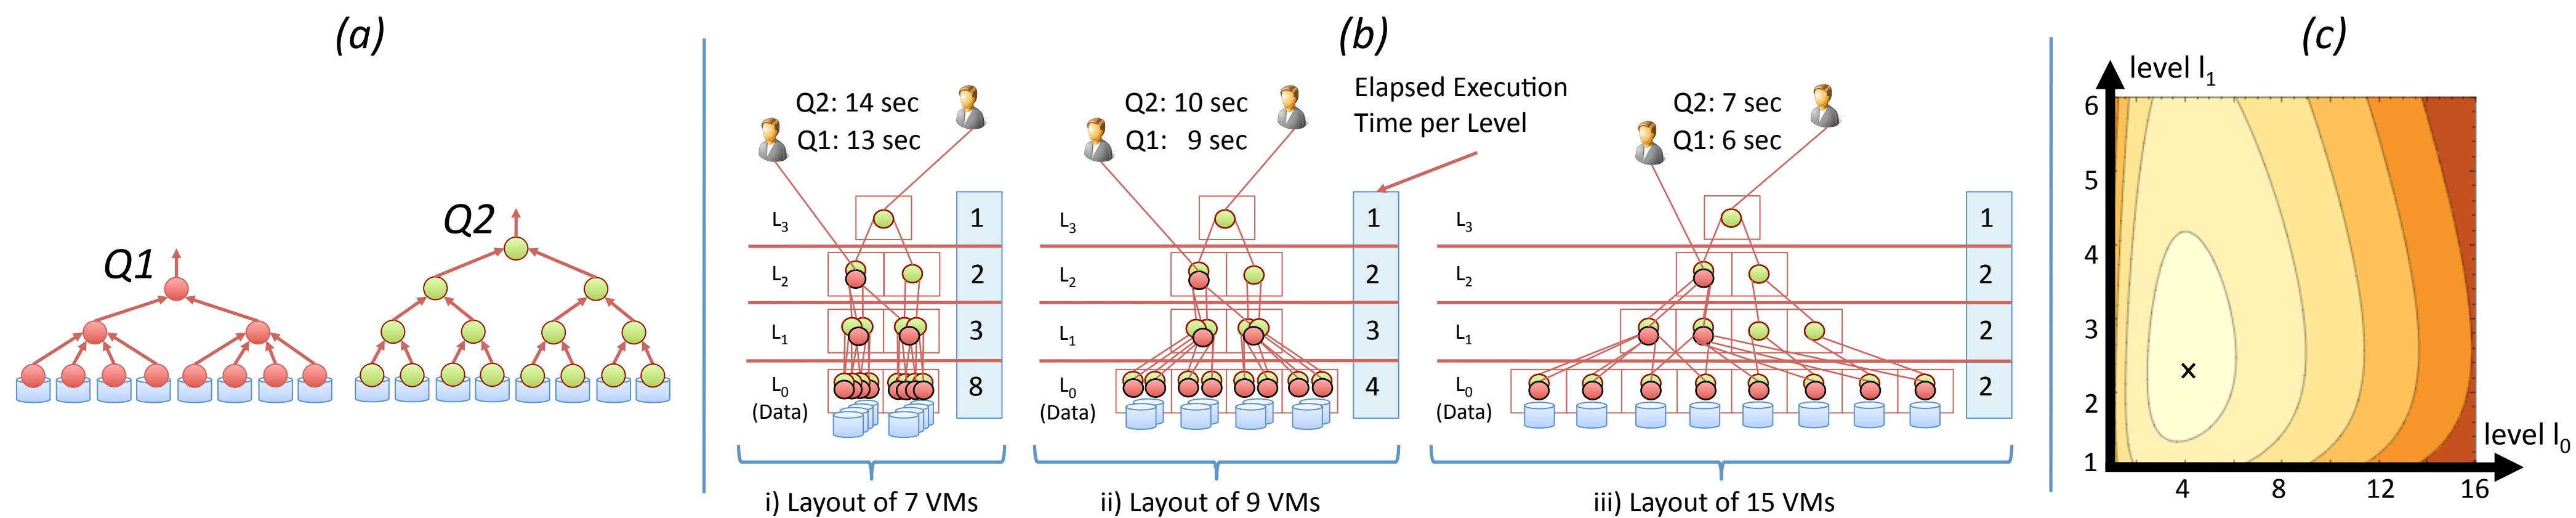 (a)
Q1
Q2
(b)
Q2: 14 sec
Q1: 13 sec
L3
1
L2
2
L1
3
L0
(Data)
8
i) Layout of 7 VMs
Q2: 10 sec
Q1: 9 sec
Elapsed Execution
Time per Level
L3
1
L2
2
L1
3
L0
(Data)
4
ii) Layout of 9 VMs
Q2: 7 sec
Q1: 6 sec
L3
1
L2
2
L1
2
L0
(Data)
2
iii) Layout of 15 VMs
(c)
level l1
6
5
4
3
2
1
level l0
4 8 12 16